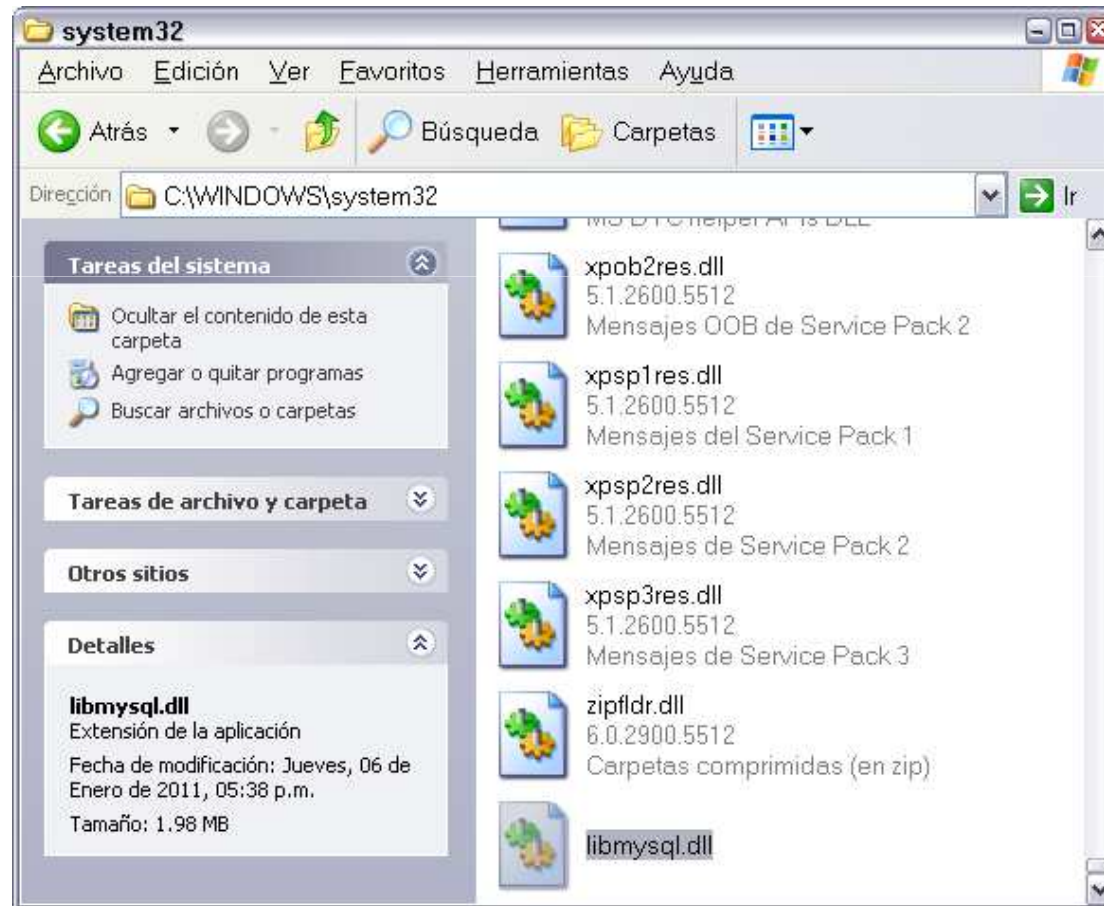 system32
Archivo Edición Ver Favoritos Herramientas Ayuda
Atrás Búsqueda Carpetas
Dirección C:\WINDOWS\system32 Ir
Tareas del sistema
Ocultar el contenido de esta
carpeta
Agregar o quitar programas
Buscar archivos o carpetas
Tareas de archivo y carpeta
Otros sitios
Detalles
libmysql.dll
Extensión de la aplicación
Fecha de modificación: Jueves, 06 de
Enero de 2011, 05:38 p.m.
Tamaño: 1.98 MB
MS DTC helper APIs DLL
xpob2res.dll
5.1.2600.5512
Mensajes OOB de Service Pack 2
xpsp1res.dll
5.1.2600.5512
Mensajes del Service Pack 1
xpsp2res.dll
5.1.2600.5512
Mensajes de Service Pack 2
xpsp3res.dll
5.1.2600.5512
Mensajes de Service Pack 3
zipfldr.dll
6.0.2900.5512
Carpetas comprimidas (en zip)
libmysql.dll